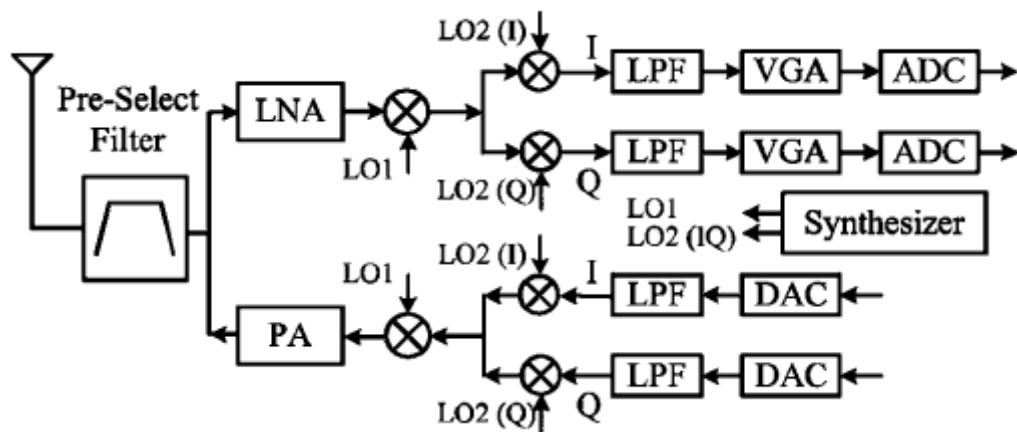 LO2 (I)
I
LPF
VGA
ADC
Pre-Select
Filter
LNA
LO1
LPF
VGA
ADC
LO2 (Q)
Q
LO1
LO2 (IQ)
Synthesizer
LO2 (I)
I
LPF
DAC
LO1
PA
LPF
DAC
LO2 (Q)
Q